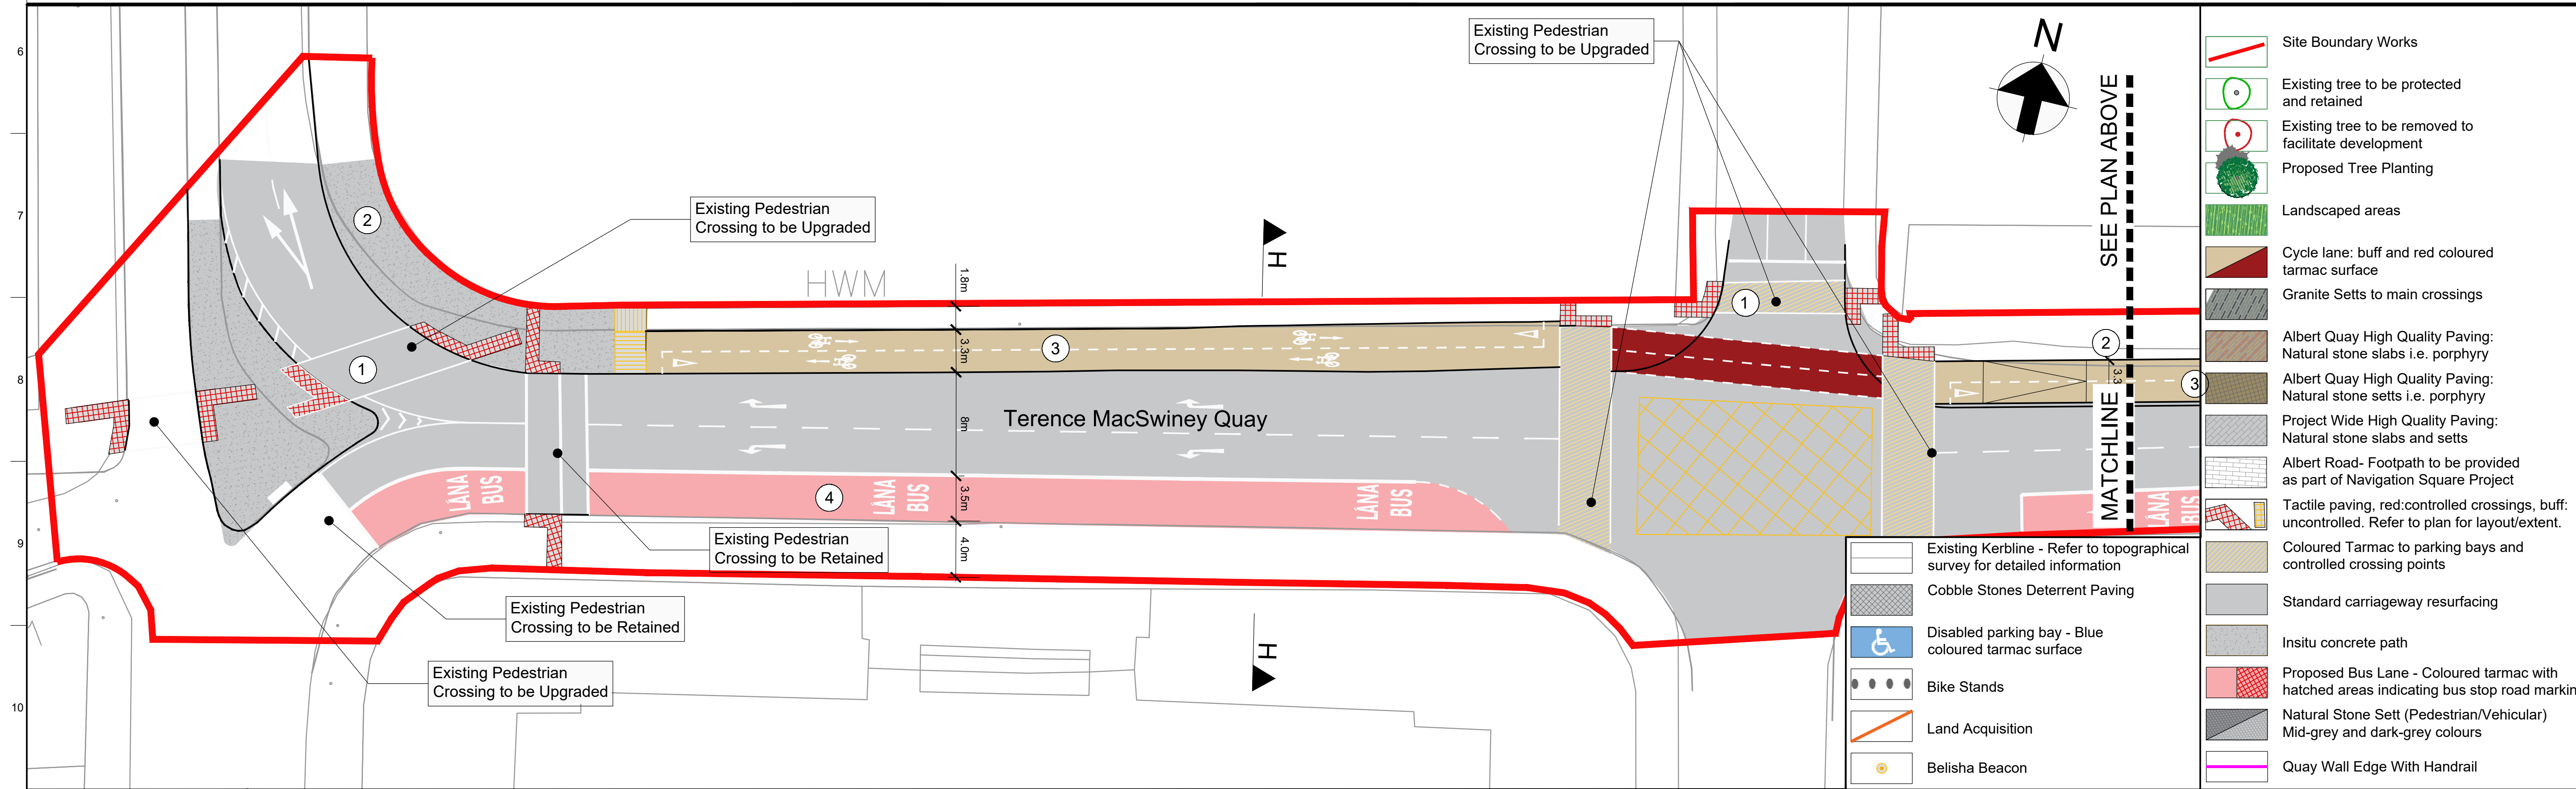 6
7
8
9
10
Existing Pedestrian
Crossing to be Upgraded
Existing Pedestrian
Crossing to be Upgraded
N
SEE PLAN ABOVE
MATCHLINE
HWM
H
1.8m
3.3m
8m
3.5m
4.0m
2
1
3
1
2
3
3.3
4
Terence MacSwiney Quay
LÁNA
BUS
LÁNA
BUS
LÁNA
BUS
LÁNA
BUS
Existing Pedestrian
Crossing to be Retained
Existing Pedestrian
Crossing to be Retained
Existing Pedestrian
Crossing to be Upgraded
H
Existing Kerbline - Refer to topographical
survey for detailed information
Cobble Stones Deterrent Paving
Disabled parking bay - Blue
coloured tarmac surface
Bike Stands
Land Acquisition
Belisha Beacon
Site Boundary Works
Existing tree to be protected
and retained
Existing tree to be removed to
facilitate development
Proposed Tree Planting
Landscaped areas
Cycle lane: buff and red coloured
tarmac surface
Granite Setts to main crossings
Albert Quay High Quality Paving:
Natural stone slabs i.e. porphyry
Albert Quay High Quality Paving:
Natural stone setts i.e. porphyry
Project Wide High Quality Paving:
Natural stone slabs and setts
Albert Road- Footpath to be provided
as part of Navigation Square Project
Tactile paving, red:controlled crossings, buff:
uncontrolled. Refer to plan for layout/extent.
Coloured Tarmac to parking bays and
controlled crossing points
Standard carriageway resurfacing
Insitu concrete path
Proposed Bus Lane - Coloured tarmac with
hatched areas indicating bus stop road markin
Natural Stone Sett (Pedestrian/Vehicular)
Mid-grey and dark-grey colours
Quay Wall Edge With Handrail